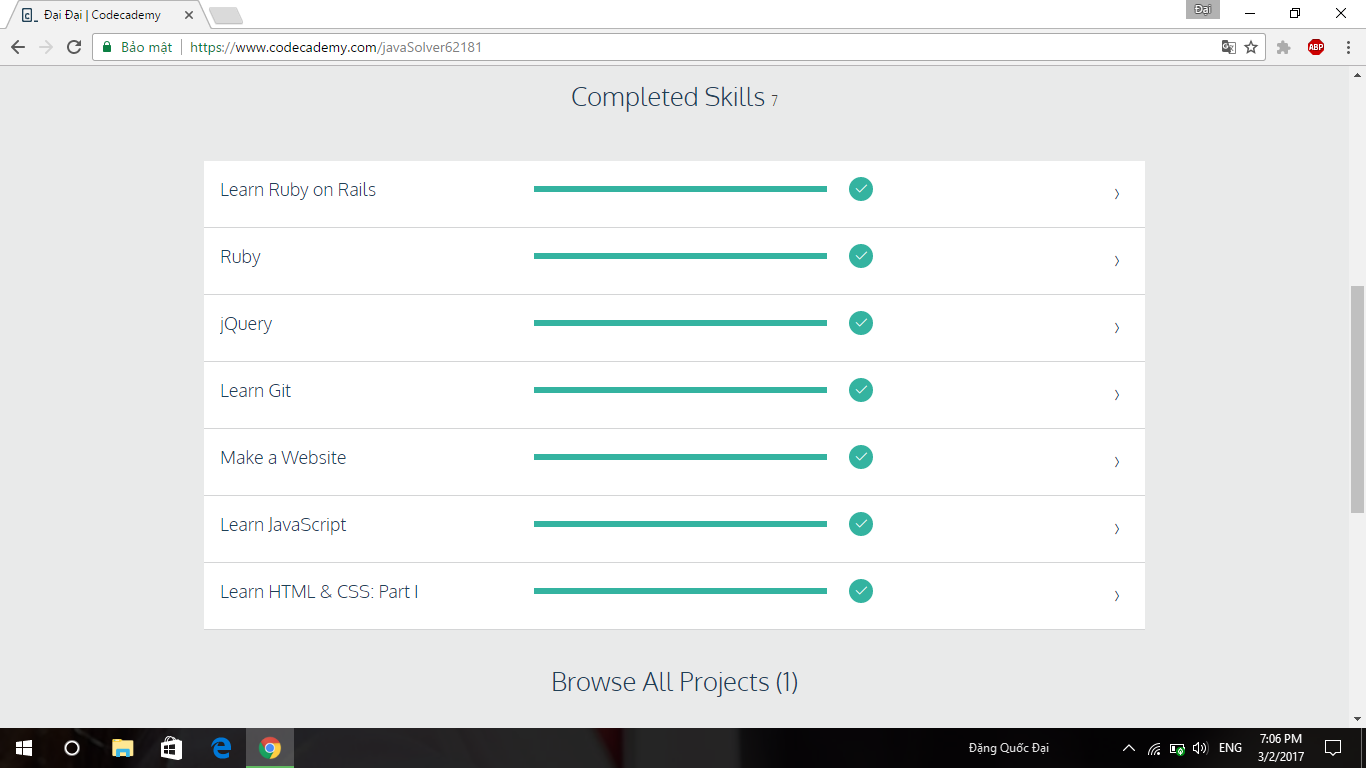 Đại Đại | Codecademy
Đại
Bảo mật
https://www.codecademy.com/javaSolver62181
ABP
Completed Skills 7
Learn Ruby on Rails
Ruby
jQuery
Learn Git
Make a Website
Learn JavaScript
Learn HTML & CSS: Part I
Browse All Projects (1)
Đặng Quốc Đại
ENG
7:06 PM
3/2/2017